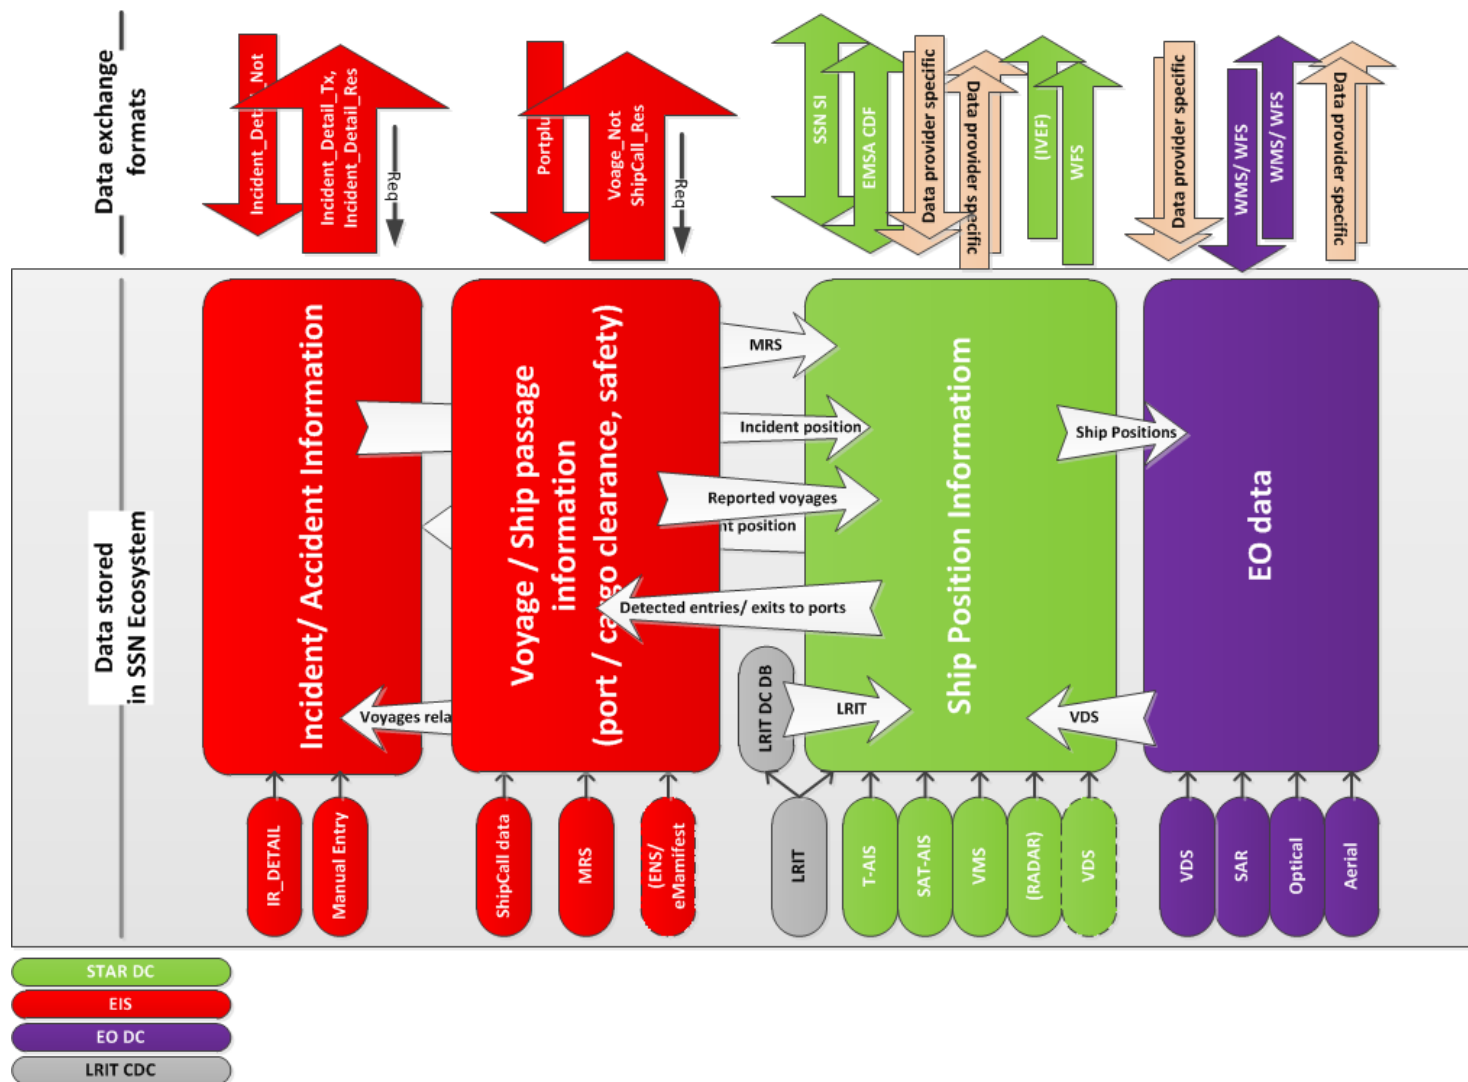 Data exchange
formats
Incident_Detail_Not
Incident_Detail_Tx,
Incident_Detail_Res
Req
Portplu
Voage_Not
ShipCall_Res
Req
SSN SI
EMSA CDF
Data provider specific
Data provider specific
(IVEF)
WFS
Data provider specific
WMS/ WFS
WMS/ WFS
Data provider specific
Data stored
in SSN Ecosystem
Incident/ Accident Information
Voyage / Ship passage
information
(port / cargo clearance, safety)
Ship Position Informatiom
EO data
MRS
Incident position
Ship Positions
Reported voyages
nt position
Detected entries/ exits to ports
Voyages rela
LRIT DC DB
LRIT
VDS
IR_DETAIL
Manual Entry
ShipCall data
MRS
(ENS/
eMamifest
LRIT
T-AIS
SAT-AIS
VMS
(RADAR)
VDS
VDS
SAR
Optical
Aerial
STAR DC
EIS
EO DC
LRIT CDC